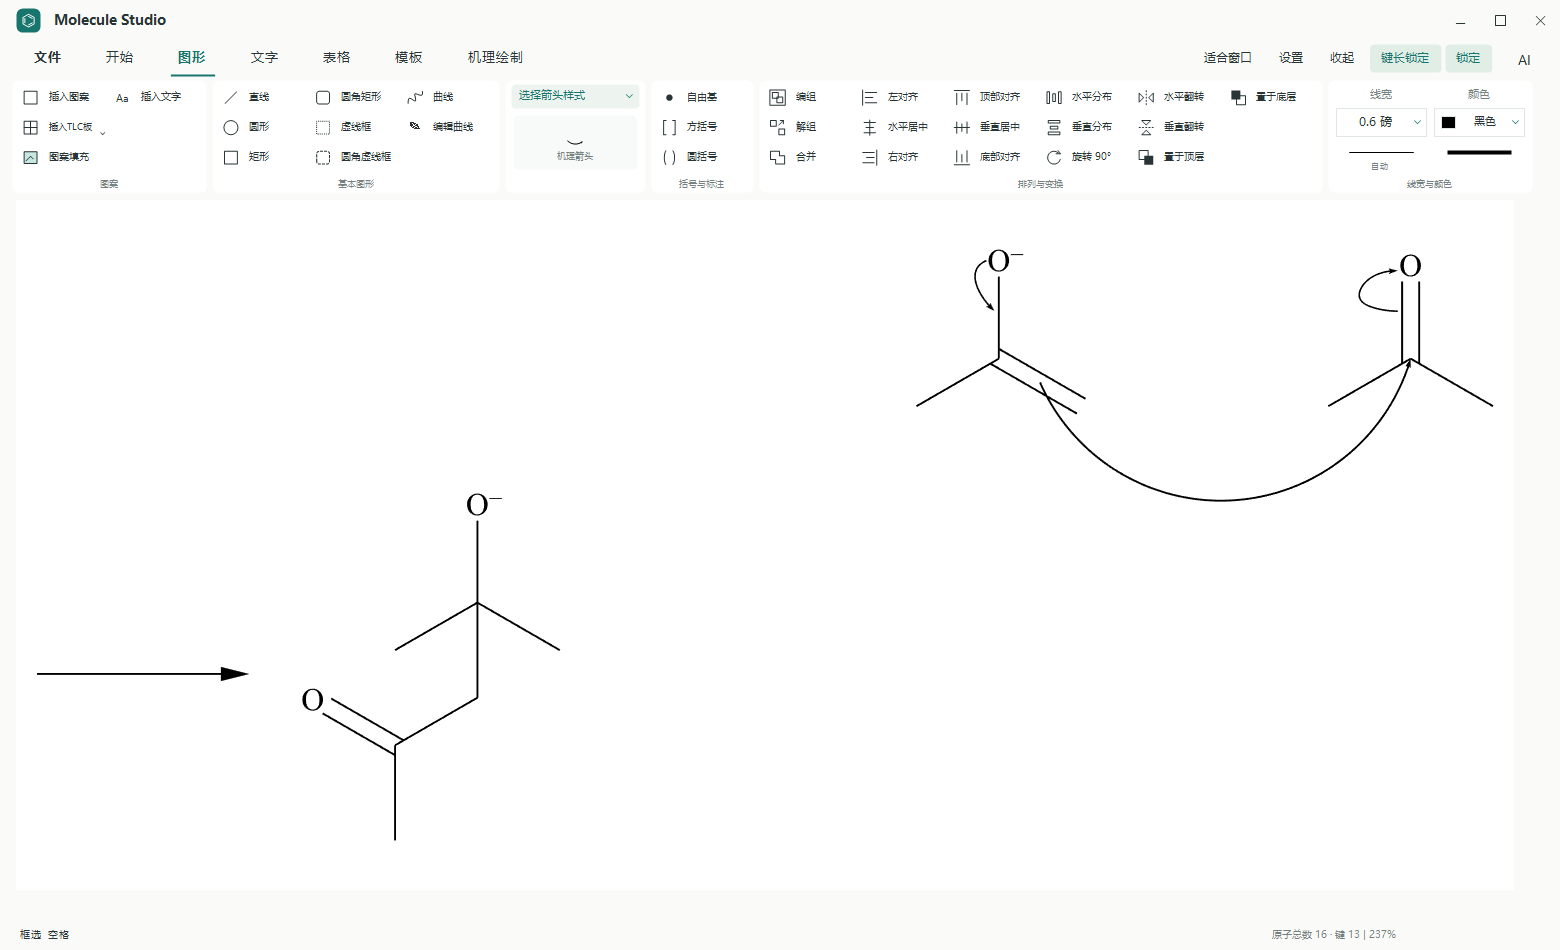 Molecule Studio
文件 开始 图形 文字 表格 模板 机理绘制 适合窗口 设置 收起 键长锁定 锁定 AI
插入图案 Aa 插入文字
插入TLC板
图案填充
图案
直线 圆角矩形 曲线
圆形 虚线框 编辑曲线
矩形 圆角虚线框
基本图形
选择箭头样式
机理箭头
自由基
方括号
圆括号
括号与标注
编组 左对齐 顶部对齐 水平分布 水平翻转 置于底层
解组 水平居中 垂直居中 垂直分布 垂直翻转
合并 右对齐 底部对齐 旋转 90° 置于顶层
排列与变换
线宽 颜色
0.6 磅 黑色
自动
线宽与颜色
O−
O
O−
O
框选 空格
原子总数 16 · 键 13 | 237%